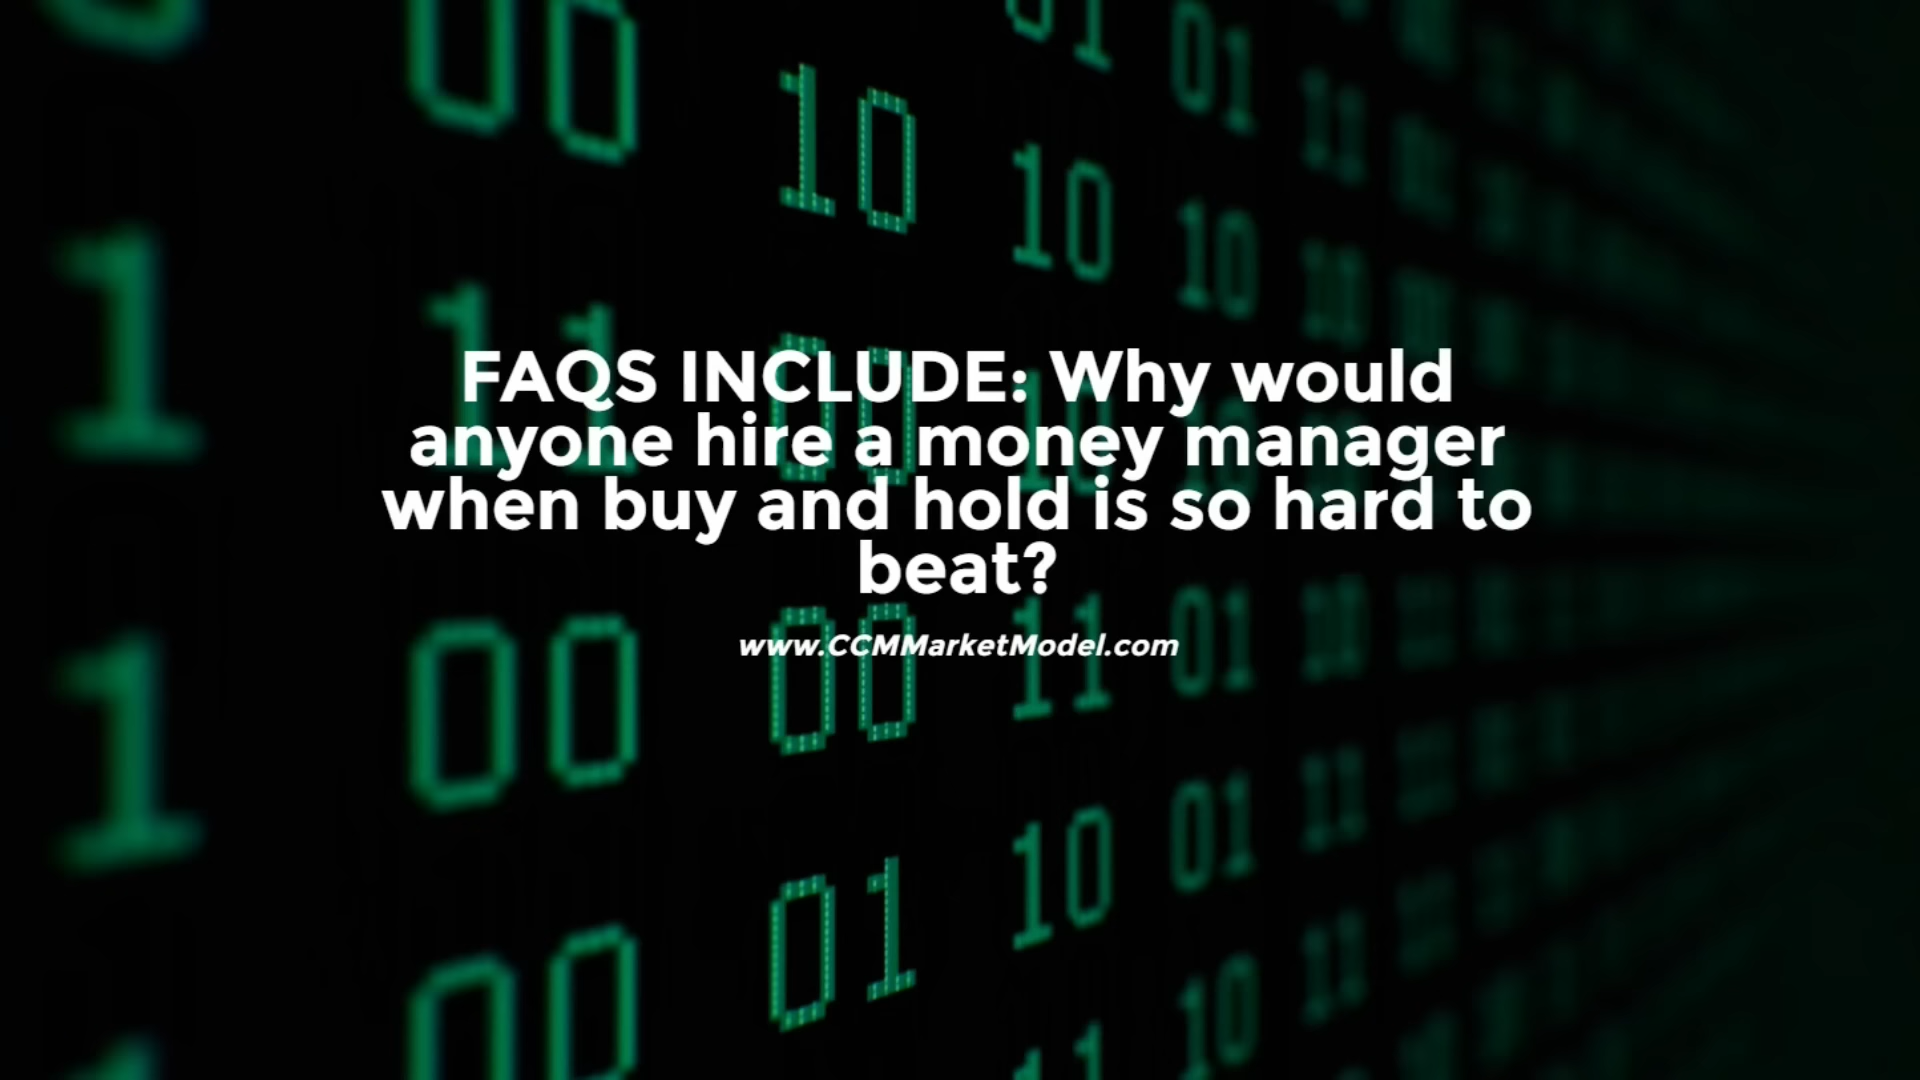 FAQS INCLUDE: Why would
anyone hire a money manager
when buy and hold is so hard to
beat?
www.CCMMarketModel.com